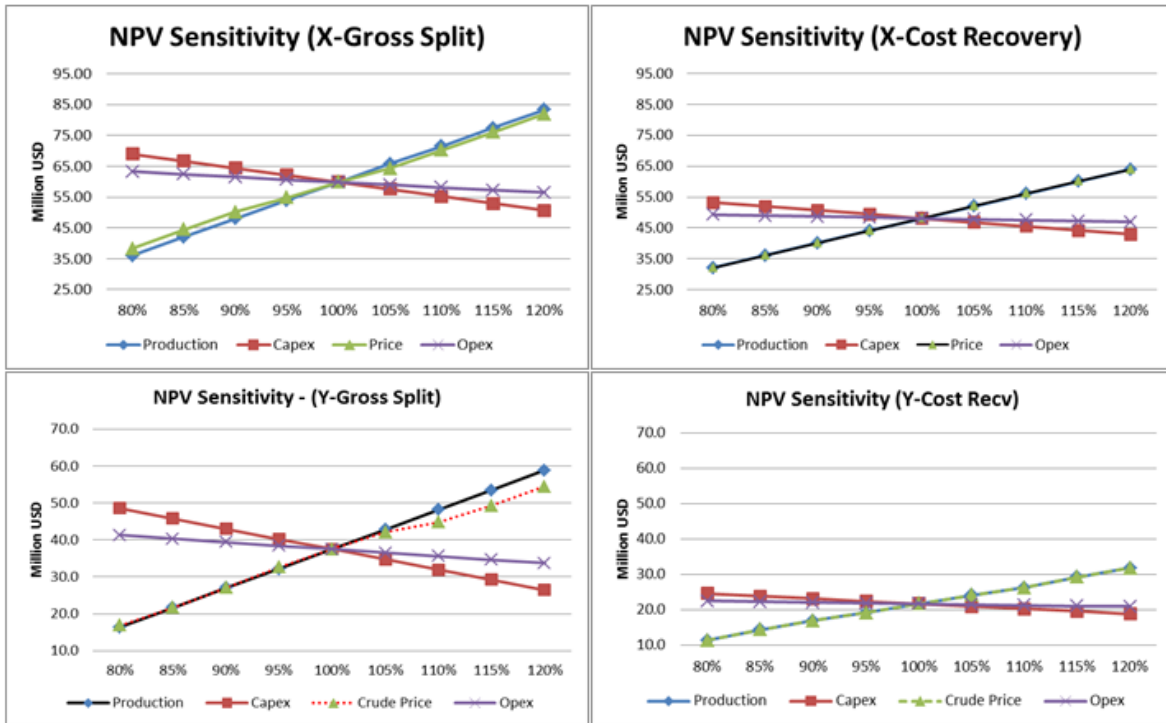 NPV Sensitivity (X-Gross Split)
Million USD
95.00
85.00
75.00
65.00
55.00
45.00
35.00
25.00
80% 85% 90% 95% 100% 105% 110% 115% 120%
Production Capex Price Opex
NPV Sensitivity (X-Cost Recovery)
Million USD
95.00
85.00
75.00
65.00
55.00
45.00
35.00
25.00
80% 85% 90% 95% 100% 105% 110% 115% 120%
Production Capex Price Opex
NPV Sensitivity - (Y-Gross Split)
Million USD
70.0
60.0
50.0
40.0
30.0
20.0
10.0
80% 85% 90% 95% 100% 105% 110% 115% 120%
Production Capex Crude Price Opex
NPV Sensitivity (Y-Cost Recv)
Million USD
70.0
60.0
50.0
40.0
30.0
20.0
10.0
80% 85% 90% 95% 100% 105% 110% 115% 120%
Production Capex Crude Price Opex